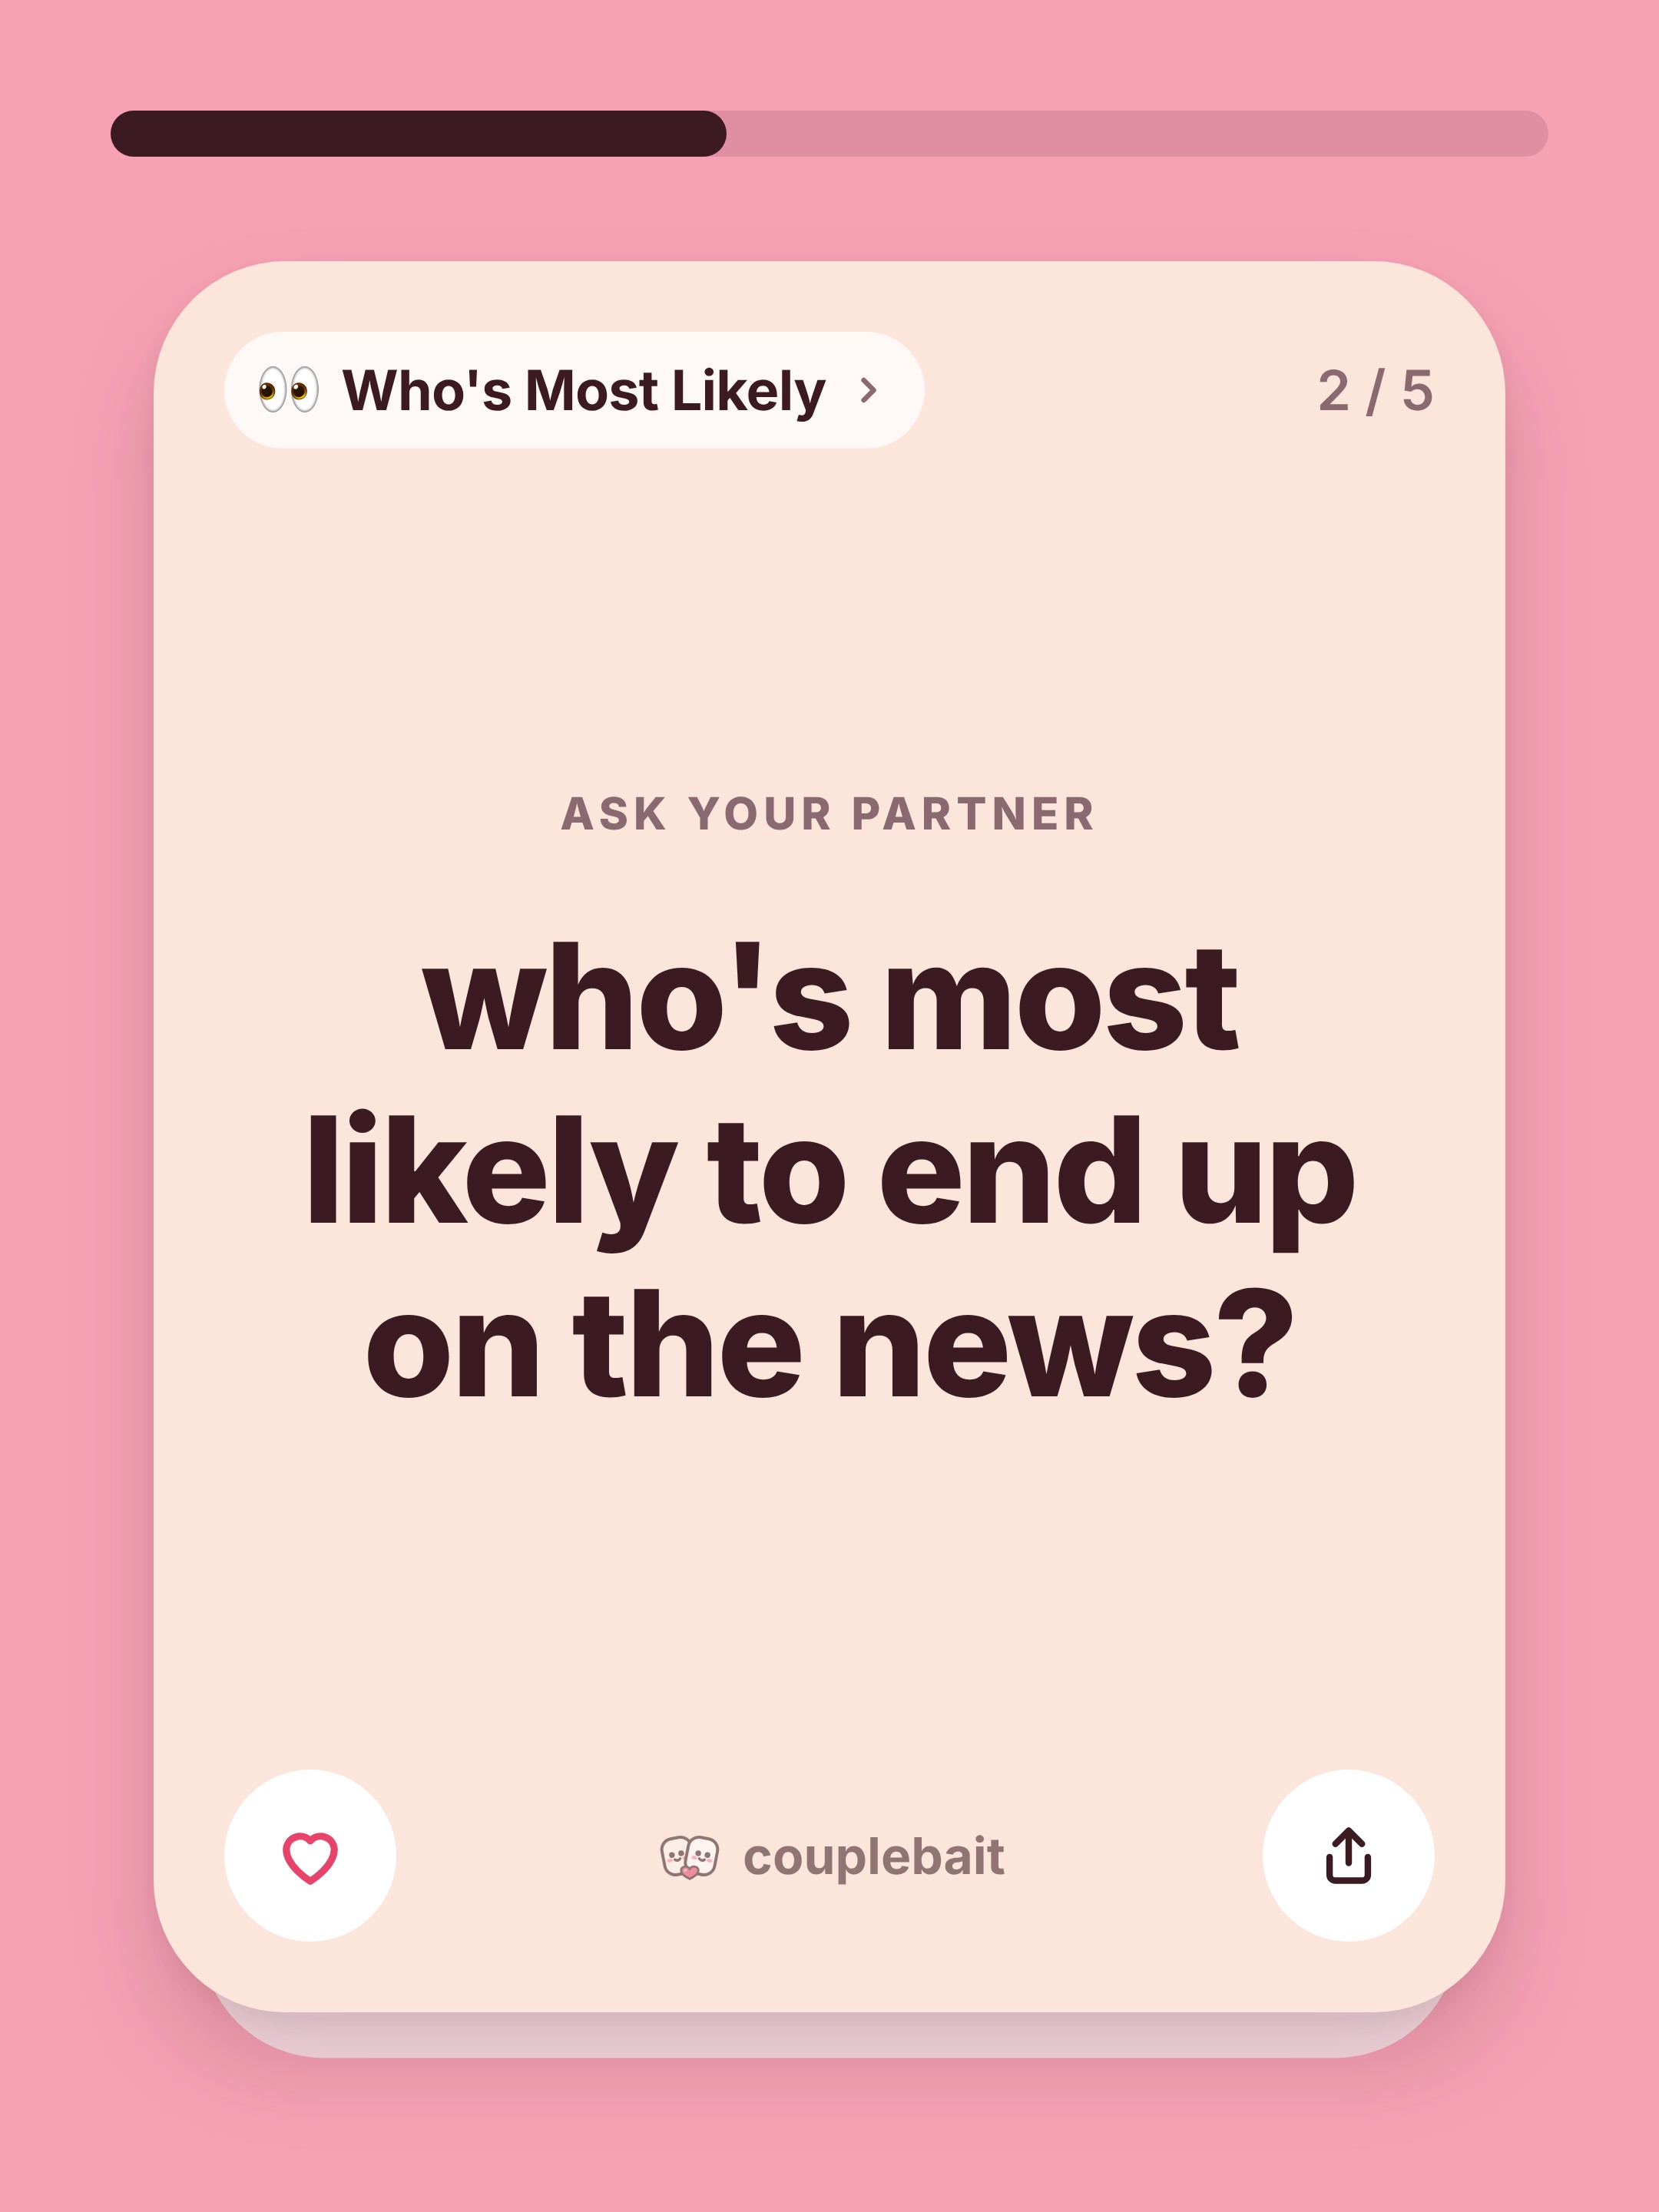 👀 Who's Most Likely
2 / 5
ASK YOUR PARTNER
who's most
likely to end up
on the news?
couplebait